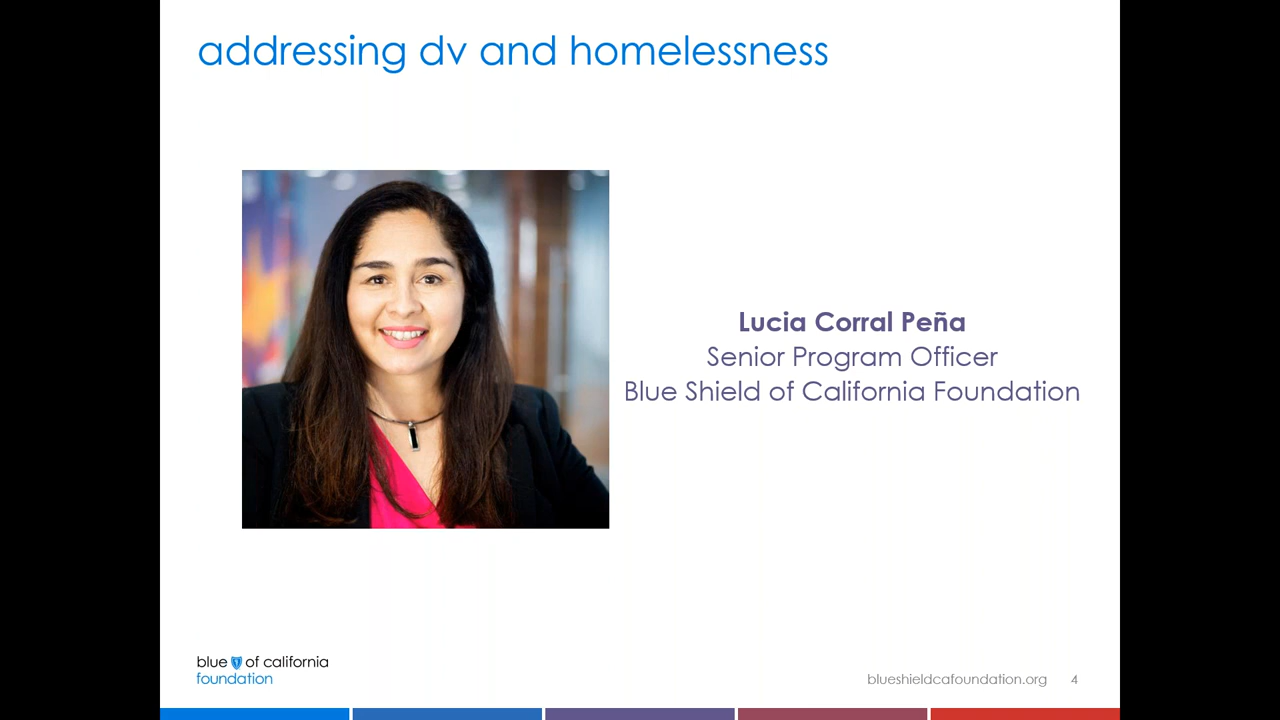 addressing dv and homelessness
Lucia Corral Peña
Senior Program Officer
Blue Shield of California Foundation
blue of california
foundation
blueshieldcafoundation.org 4